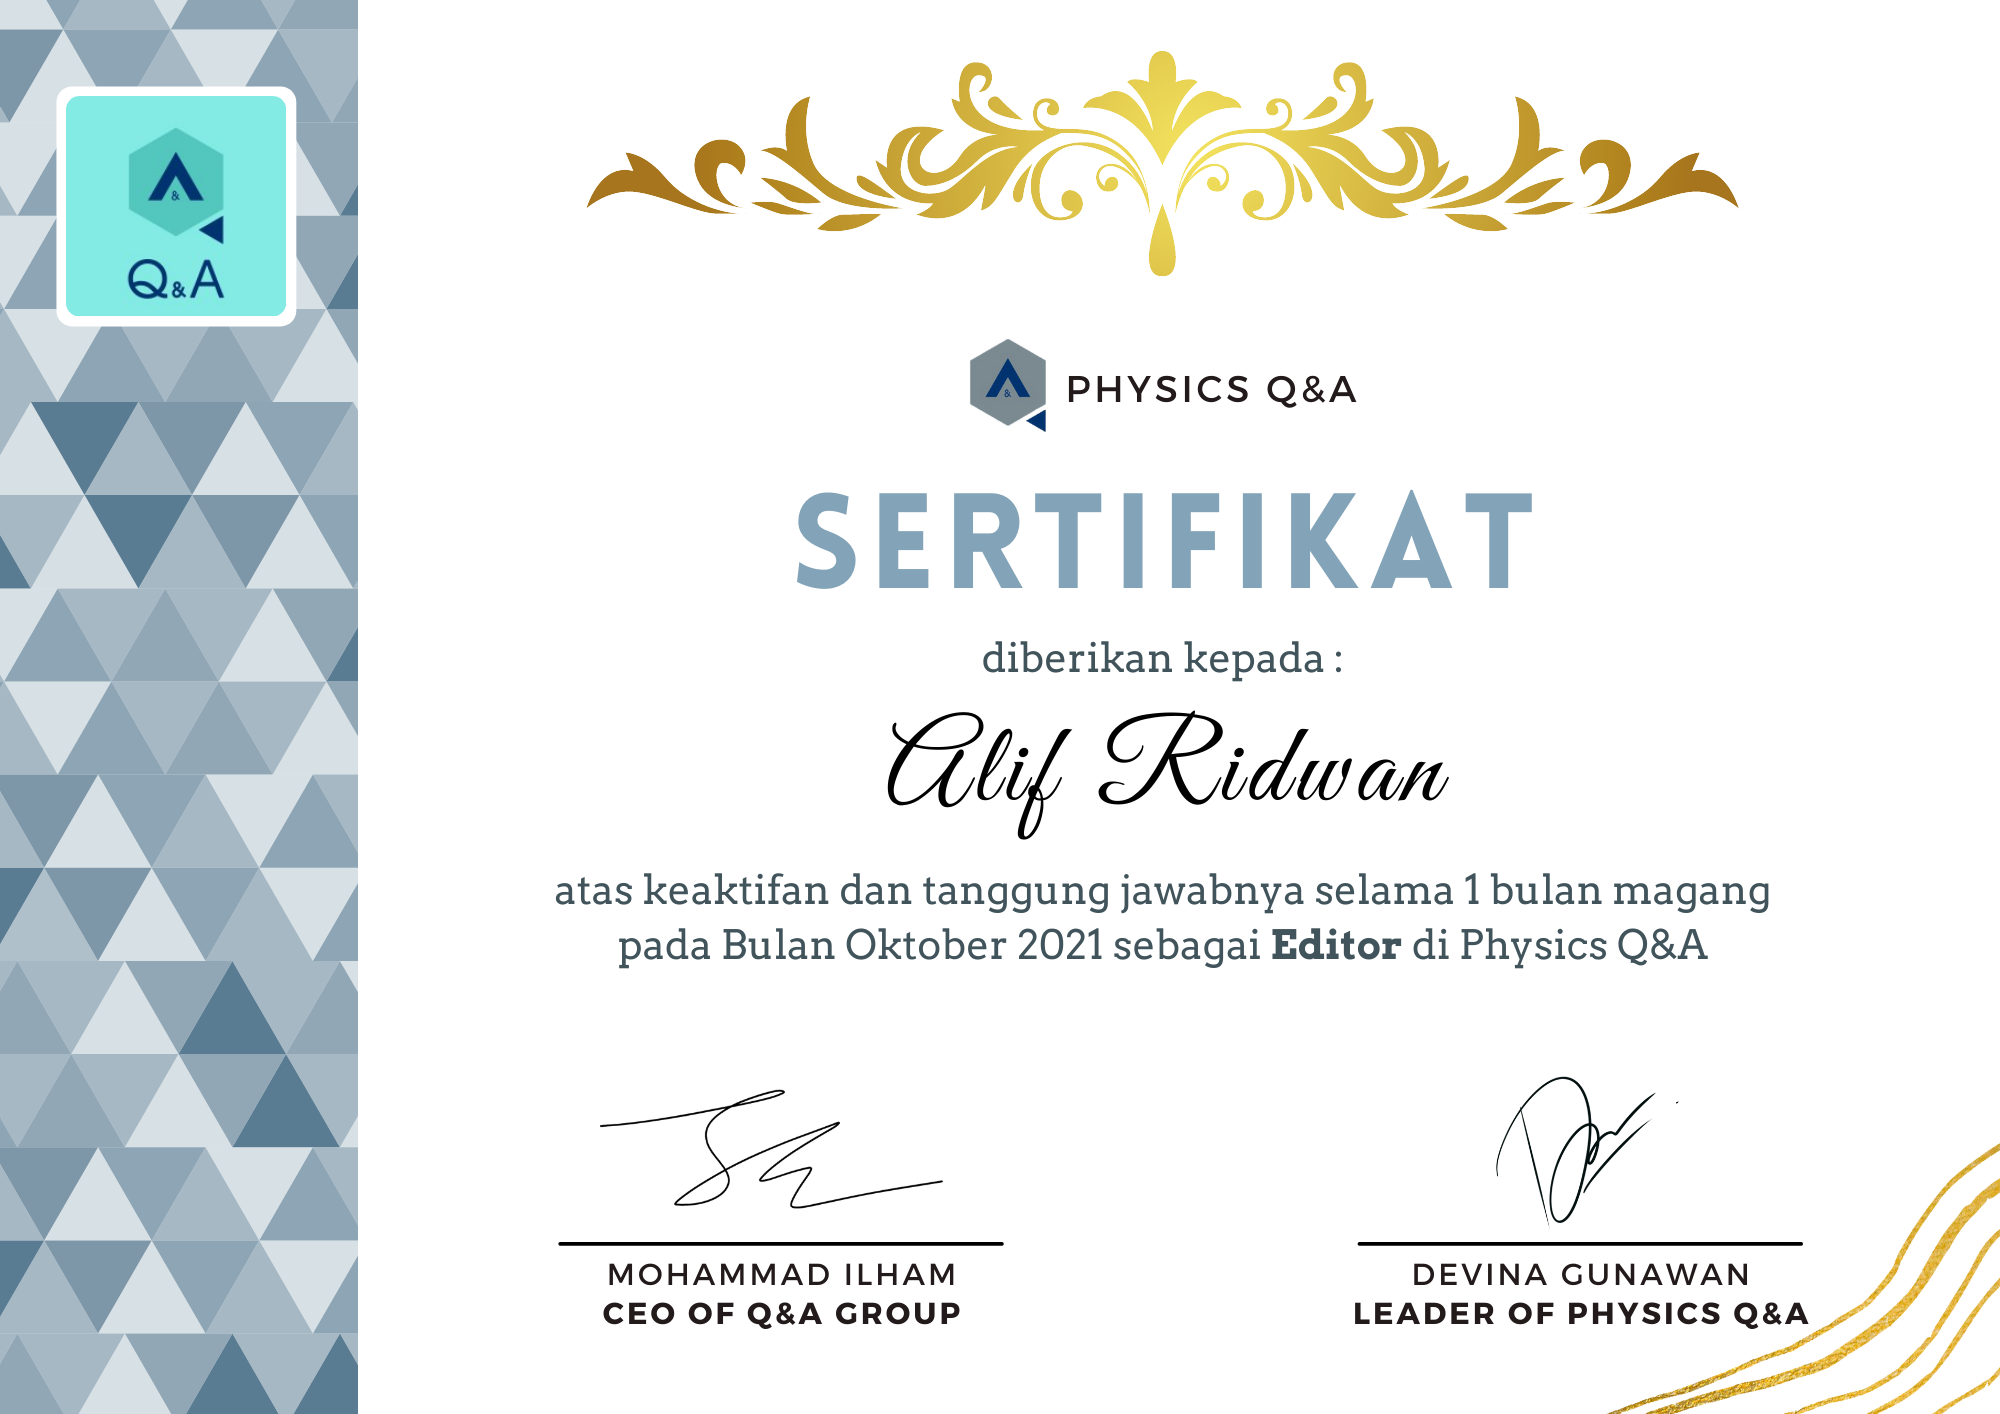 &
Q&A
&
PHYSICS Q&A
SERTIFIKAT
diberikan kepada :
Alif Ridwan
atas keaktifan dan tanggung jawabnya selama 1 bulan magang
pada Bulan Oktober 2021 sebagai Editor di Physics Q&A
MOHAMMAD ILHAM
CEO OF Q&A GROUP
DEVINA GUNAWAN
LEADER OF PHYSICS Q&A